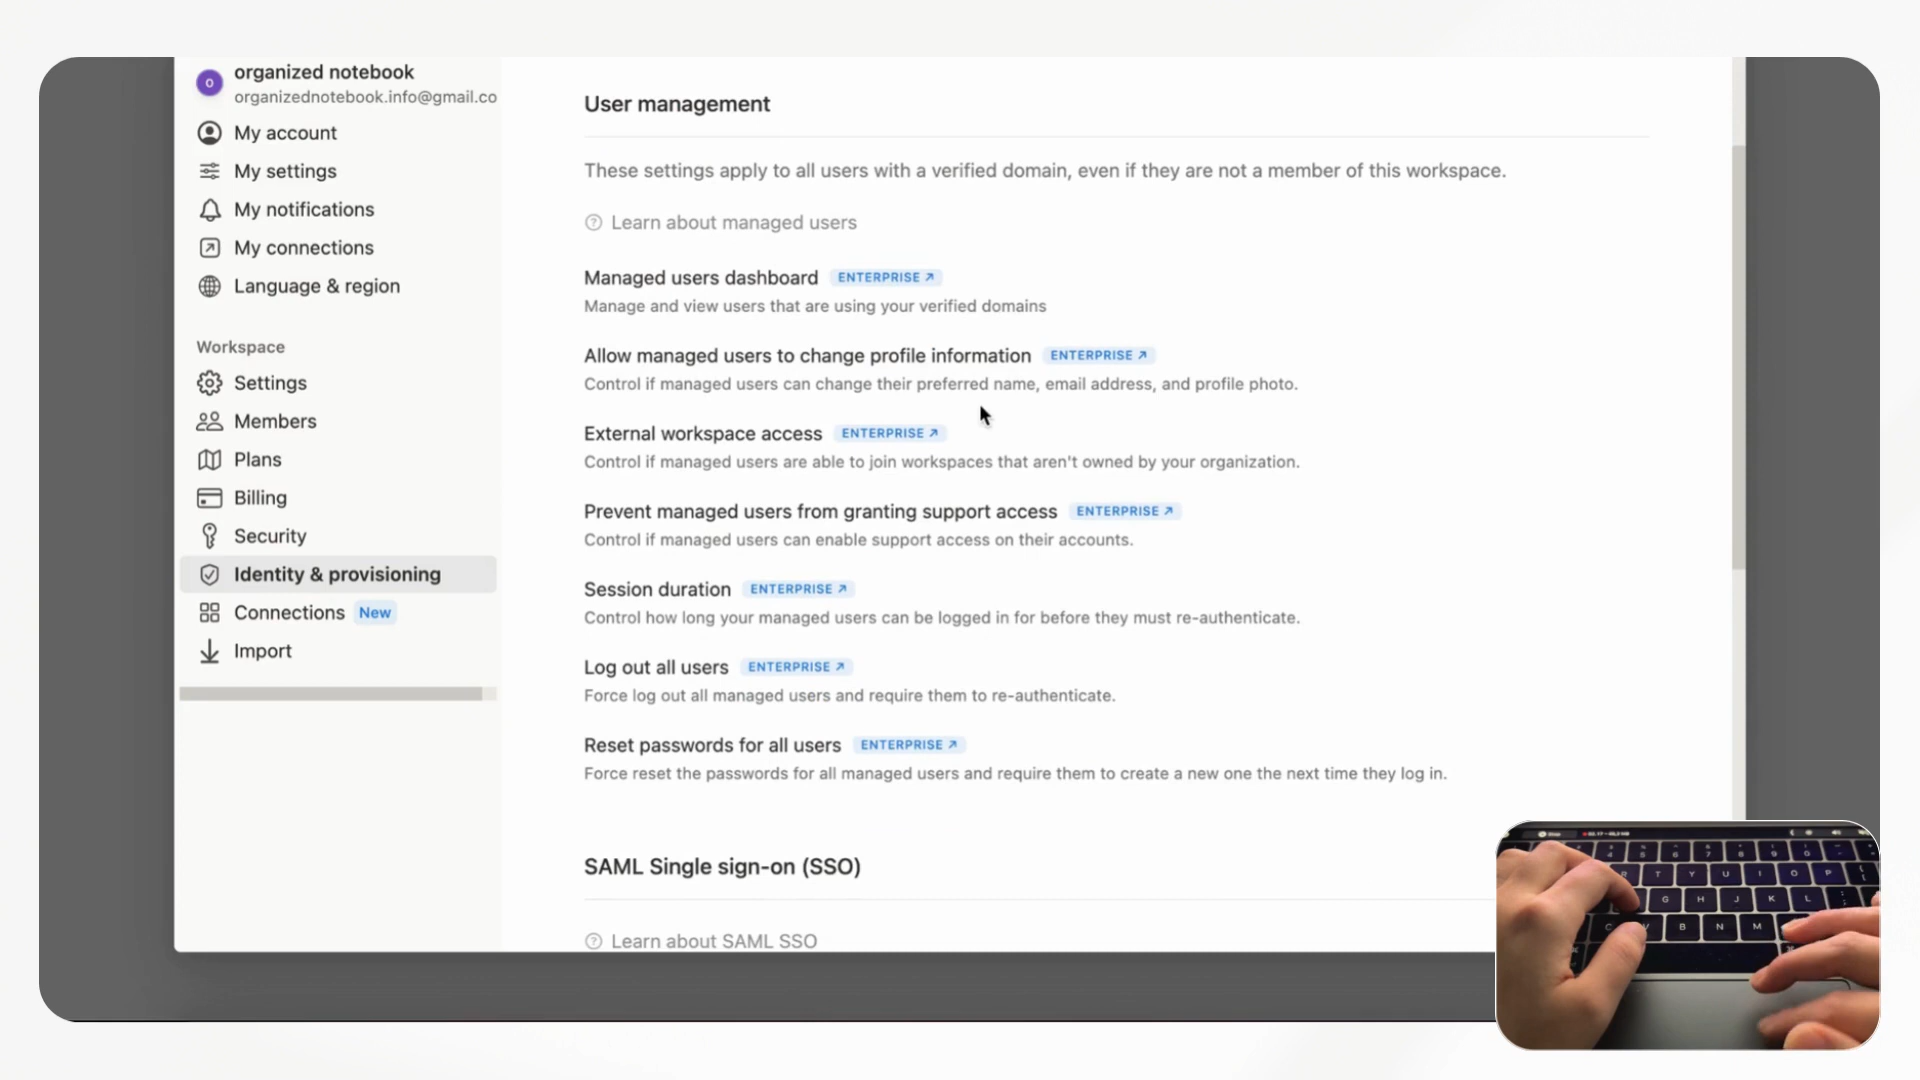 organized notebook
O
organizednotebook.info@gmail.co
My account
My settings
My notifications
My connections
Language & region
Workspace
Settings
Members
Plans
Billing
Security
Identity & provisioning
Connections New
Import
User management
These settings apply to all users with a verified domain, even if they are not a member of this workspace.
Learn about managed users
Managed users dashboard ENTERPRISE ↗
Manage and view users that are using your verified domains
Allow managed users to change profile information ENTERPRISE ↗
Control if managed users can change their preferred name, email address, and profile photo.
External workspace access ENTERPRISE ↗
Control if managed users are able to join workspaces that aren't owned by your organization.
Prevent managed users from granting support access ENTERPRISE ↗
Control if managed users can enable support access on their accounts.
Session duration ENTERPRISE ↗
Control how long your managed users can be logged in for before they must re-authenticate.
Log out all users ENTERPRISE ↗
Force log out all managed users and require them to re-authenticate.
Reset passwords for all users ENTERPRISE ↗
Force reset the passwords for all managed users and require them to create a new one the next time they log in.
SAML Single sign-on (SSO)
Learn about SAML SSO
T Y U I O P
G H J K L
C V B N M